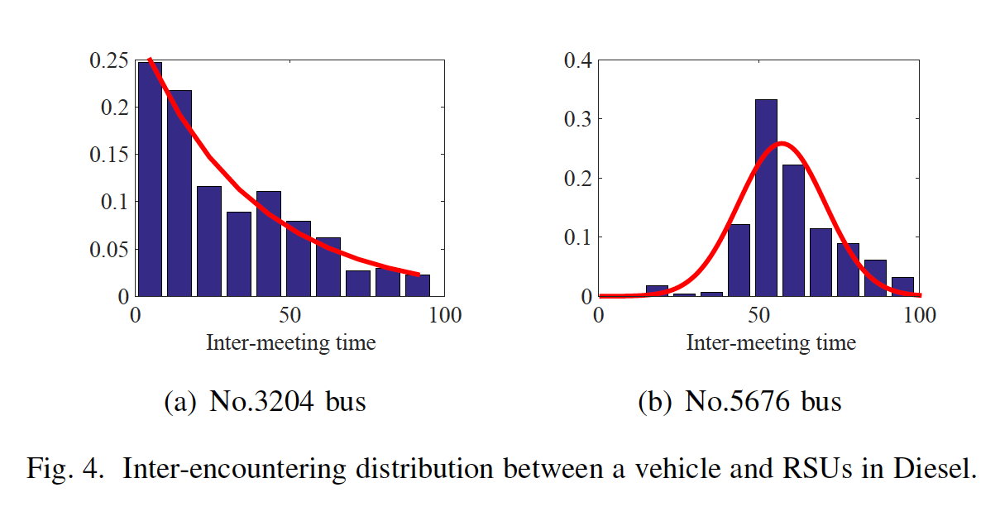 0.25
0.2
0.15
0.1
0.05
0
0 50 100
Inter-meeting time
(a) No.3204 bus
0.4
0.3
0.2
0.1
0
0 50 100
Inter-meeting time
(b) No.5676 bus
Fig. 4. Inter-encountering distribution between a vehicle and RSUs in Diesel.